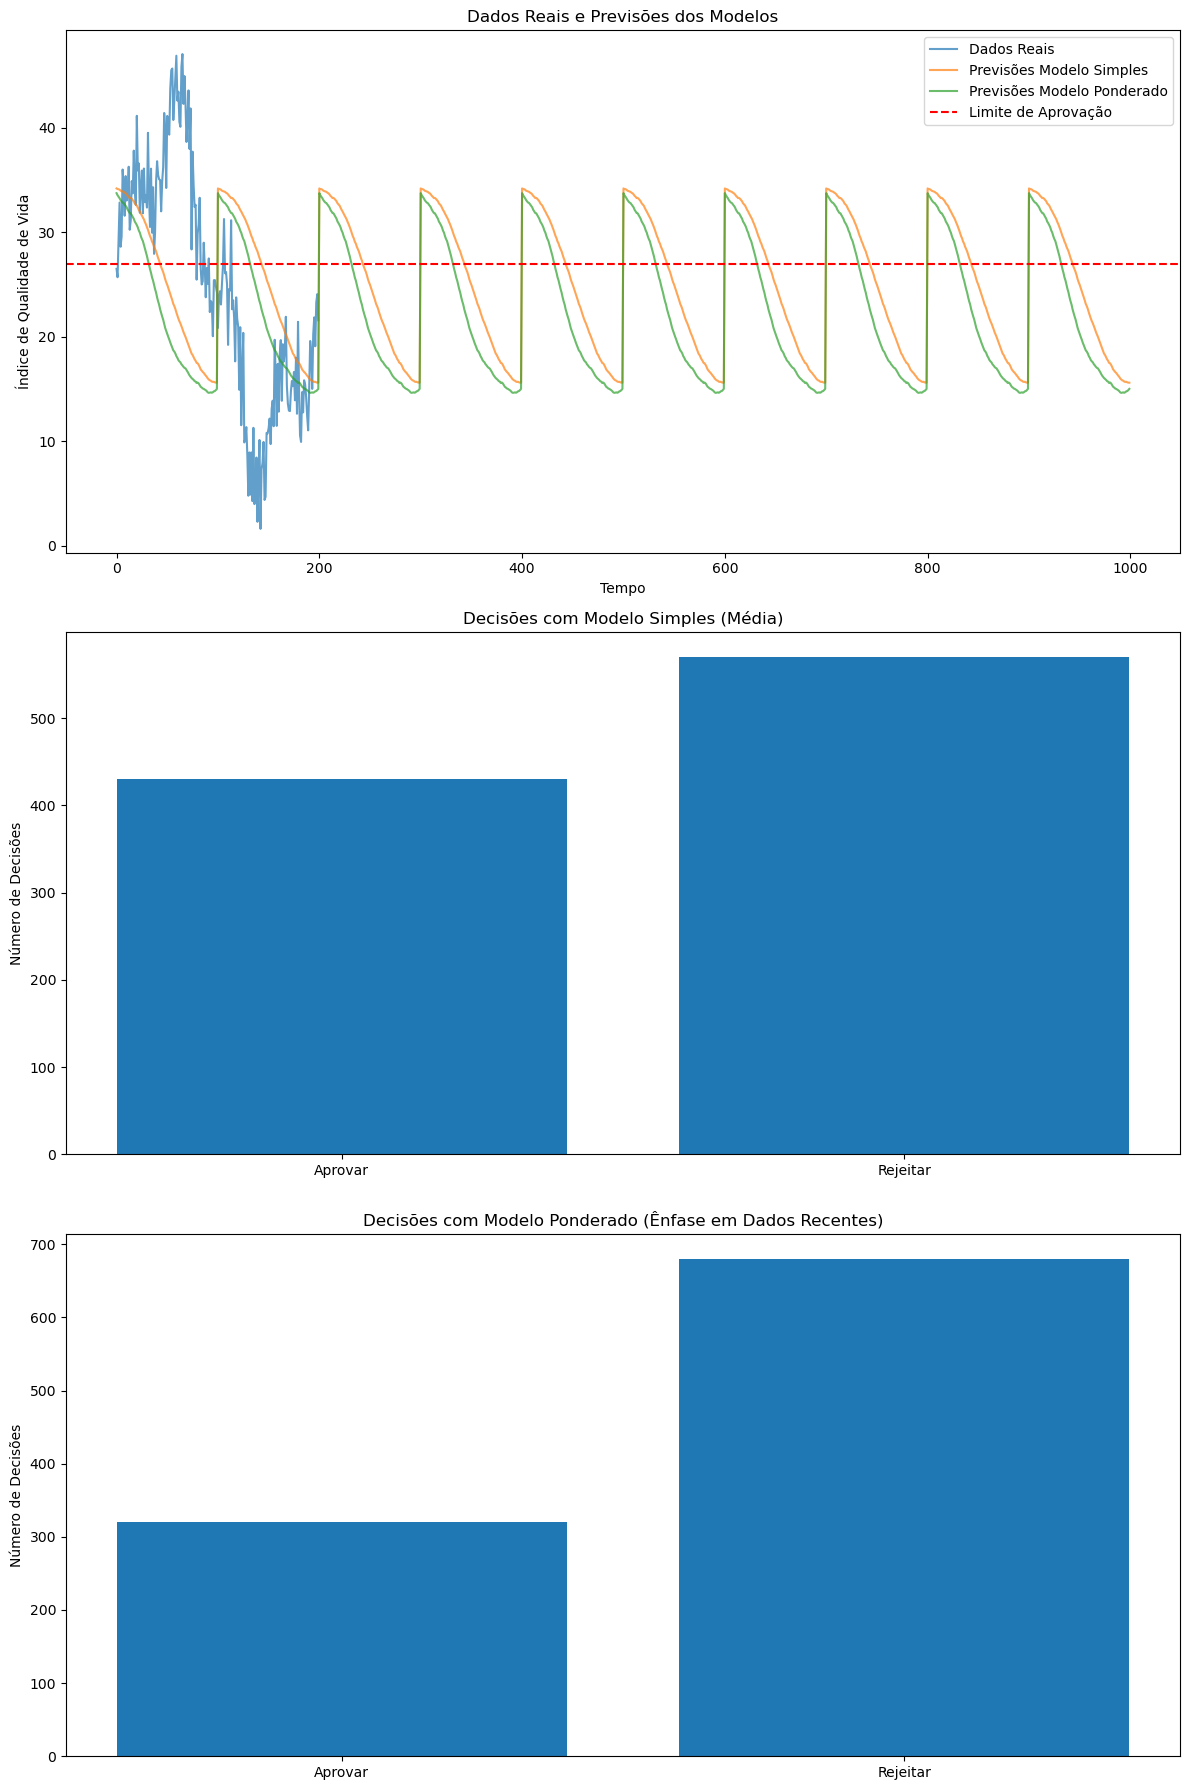 Dados Reais e Previsões dos Modelos
Dados Reais
Previsões Modelo Simples
Previsões Modelo Ponderado
Limite de Aprovação
Índice de Qualidade de Vida
40
30
20
10
0
0 200 400 600 800 1000
Tempo
Decisões com Modelo Simples (Média)
Número de Decisões
500
400
300
200
100
0
Aprovar Rejeitar
Decisões com Modelo Ponderado (Ênfase em Dados Recentes)
Número de Decisões
700
600
500
400
300
200
100
0
Aprovar Rejeitar